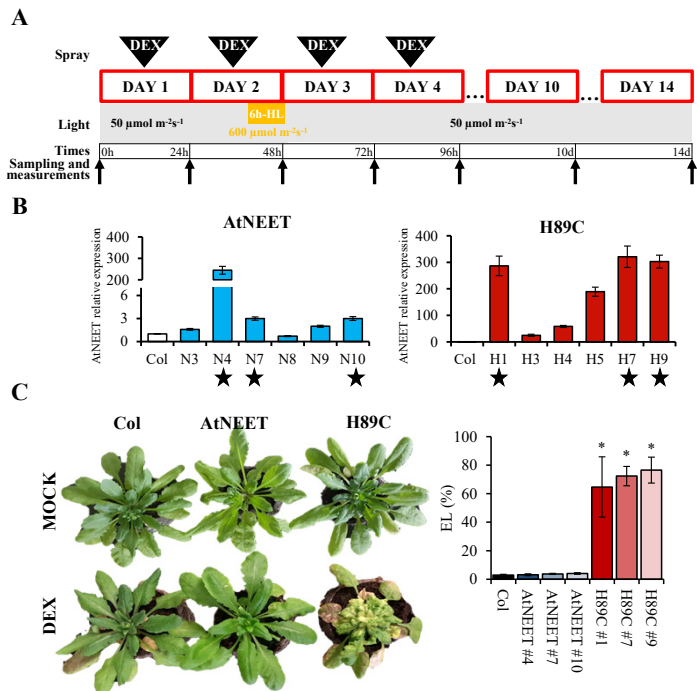 A
Spray
DEX DEX DEX DEX
DAY 1 DAY 2 DAY 3 DAY 4 ... DAY 10 ... DAY 14
Light
50 µmol m-2s-1
6h-HL
600 µmol m-2s-1
50 µmol m-2s-1
Times
0h 24h 48h 72h 96h 10d 14d
Sampling and
measurements
B
AtNEET
AtNEET relative expression
400
300
200
6
3
0
Col N3 N4 N7 N8 N9 N10
H89C
AtNEET relative expression
400
300
200
100
0
Col H1 H3 H4 H5 H7 H9
C
Col AtNEET H89C
MOCK
DEX
EL (%)
100
80
60
40
20
0
* * *
Col
AtNEET #4
AtNEET #7
AtNEET #10
H89C #1
H89C #7
H89C #9